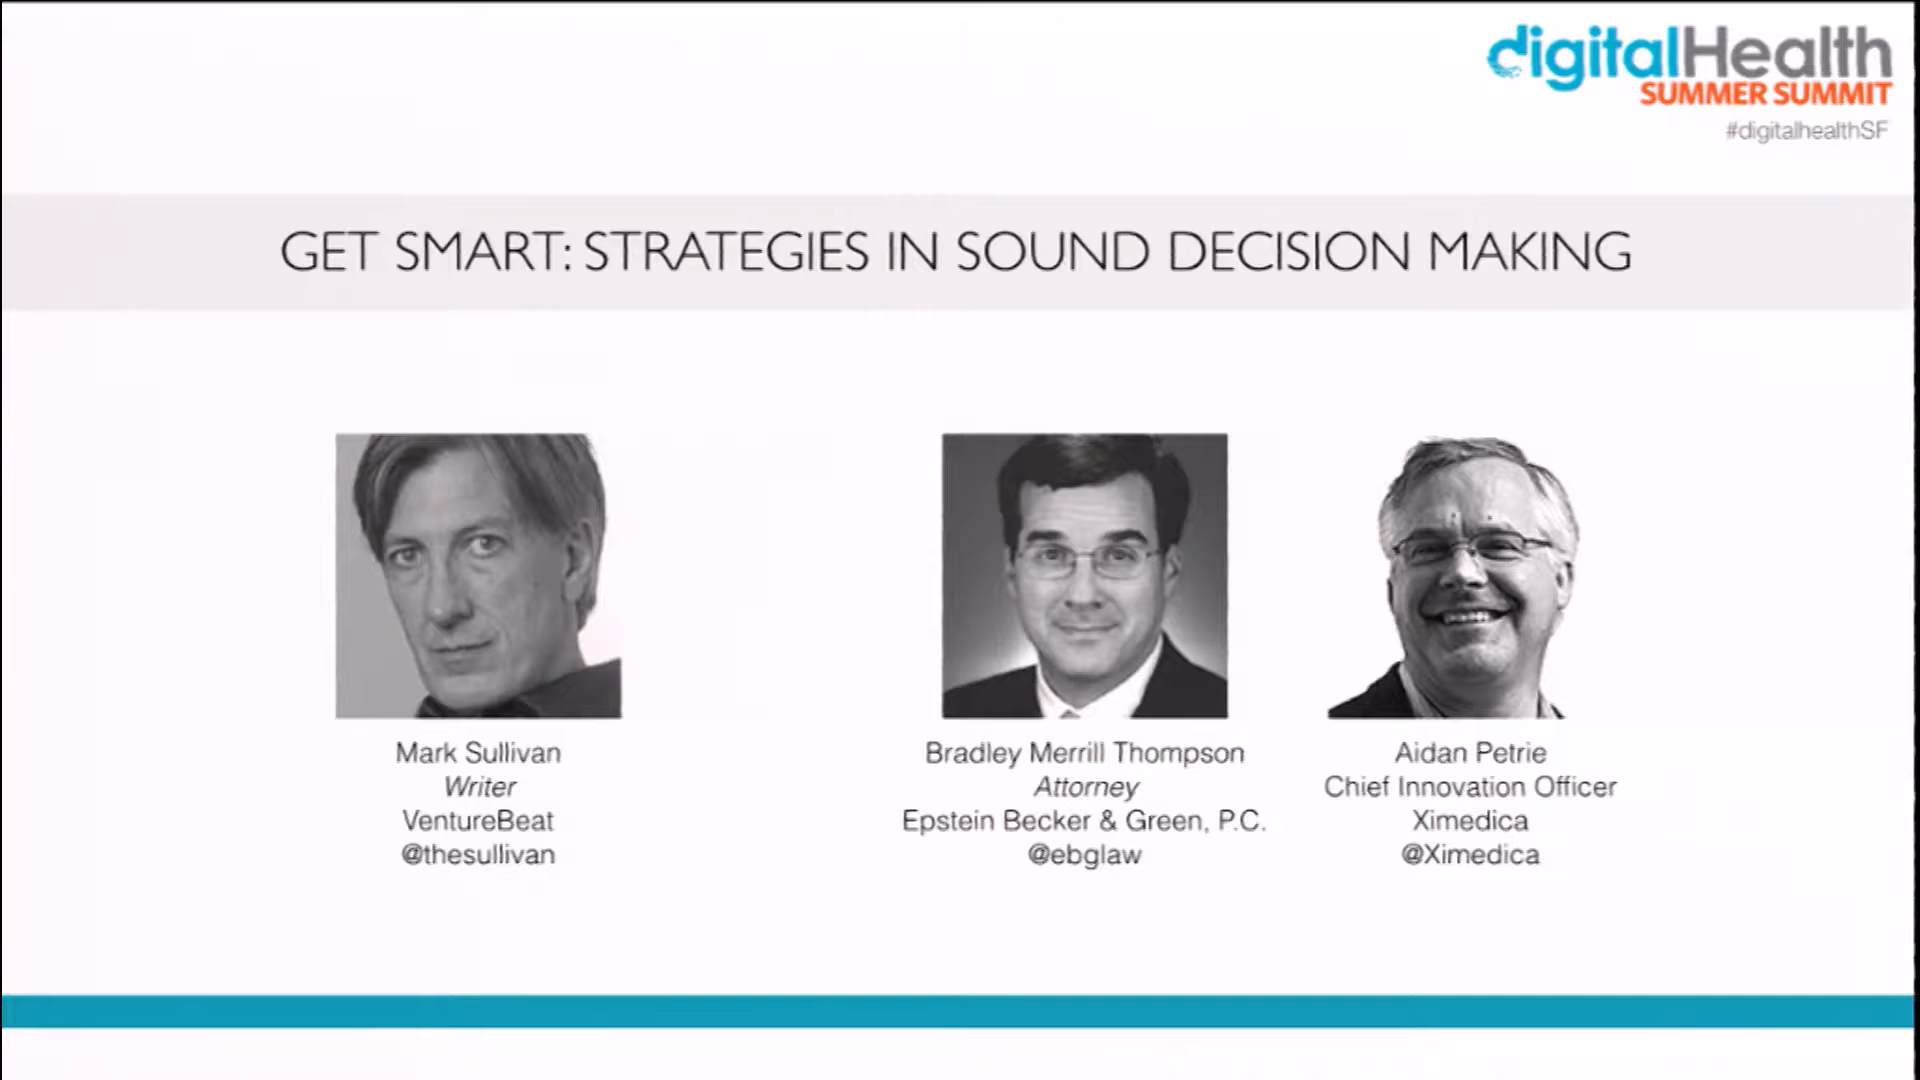 digitalHealth
SUMMER SUMMIT
#digitalhealthSF
GET SMART: STRATEGIES IN SOUND DECISION MAKING
Mark Sullivan
Writer
VentureBeat
@thesullivan
Bradley Merrill Thompson
Attorney
Epstein Becker & Green, P.C.
@ebglaw
Aidan Petrie
Chief Innovation Officer
Ximedica
@Ximedica